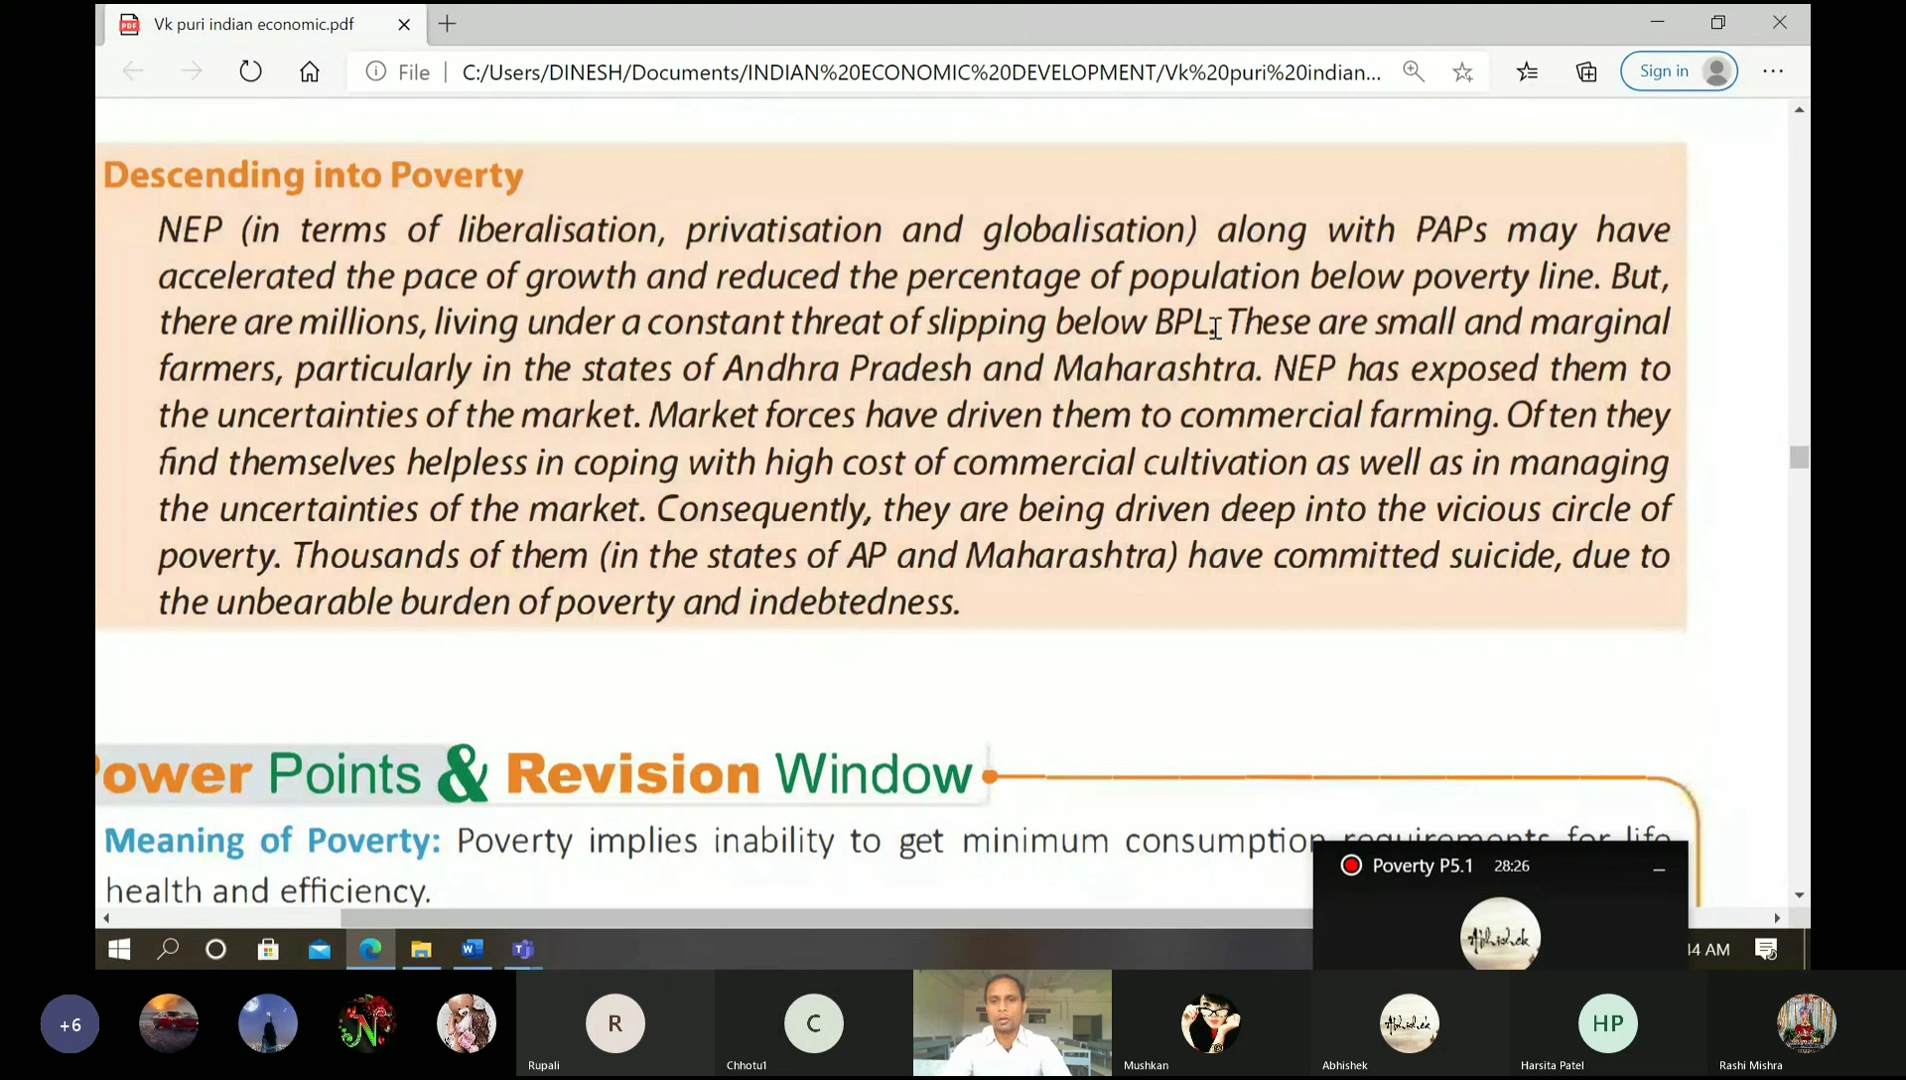 Vk puri indian economic.pdf
File
C:/Users/DINESH/Documents/INDIAN%20ECONOMIC%20DEVELOPMENT/Vk%20puri%20indian...
Sign in
Descending into Poverty
NEP (in terms of liberalisation, privatisation and globalisation) along with PAPs may have
accelerated the pace of growth and reduced the percentage of population below poverty line. But,
there are millions, living under a constant threat of slipping below BPL. These are small and marginal
farmers, particularly in the states of Andhra Pradesh and Maharashtra. NEP has exposed them to
the uncertainties of the market. Market forces have driven them to commercial farming. Often they
find themselves helpless in coping with high cost of commercial cultivation as well as in managing
the uncertainties of the market. Consequently, they are being driven deep into the vicious circle of
poverty. Thousands of them (in the states of AP and Maharashtra) have committed suicide, due to
the unbearable burden of poverty and indebtedness.
ower Points & Revision Window
Meaning of Poverty: Poverty implies inability to get minimum consumption requirements for life,
health and efficiency.
Poverty P5.1 28:26
Abhishek
44 AM
+6
N
R
C
Abhishek
HP
Rupali
Chhotu1
Mushkan
Abhishek
Harsita Patel
Rashi Mishra